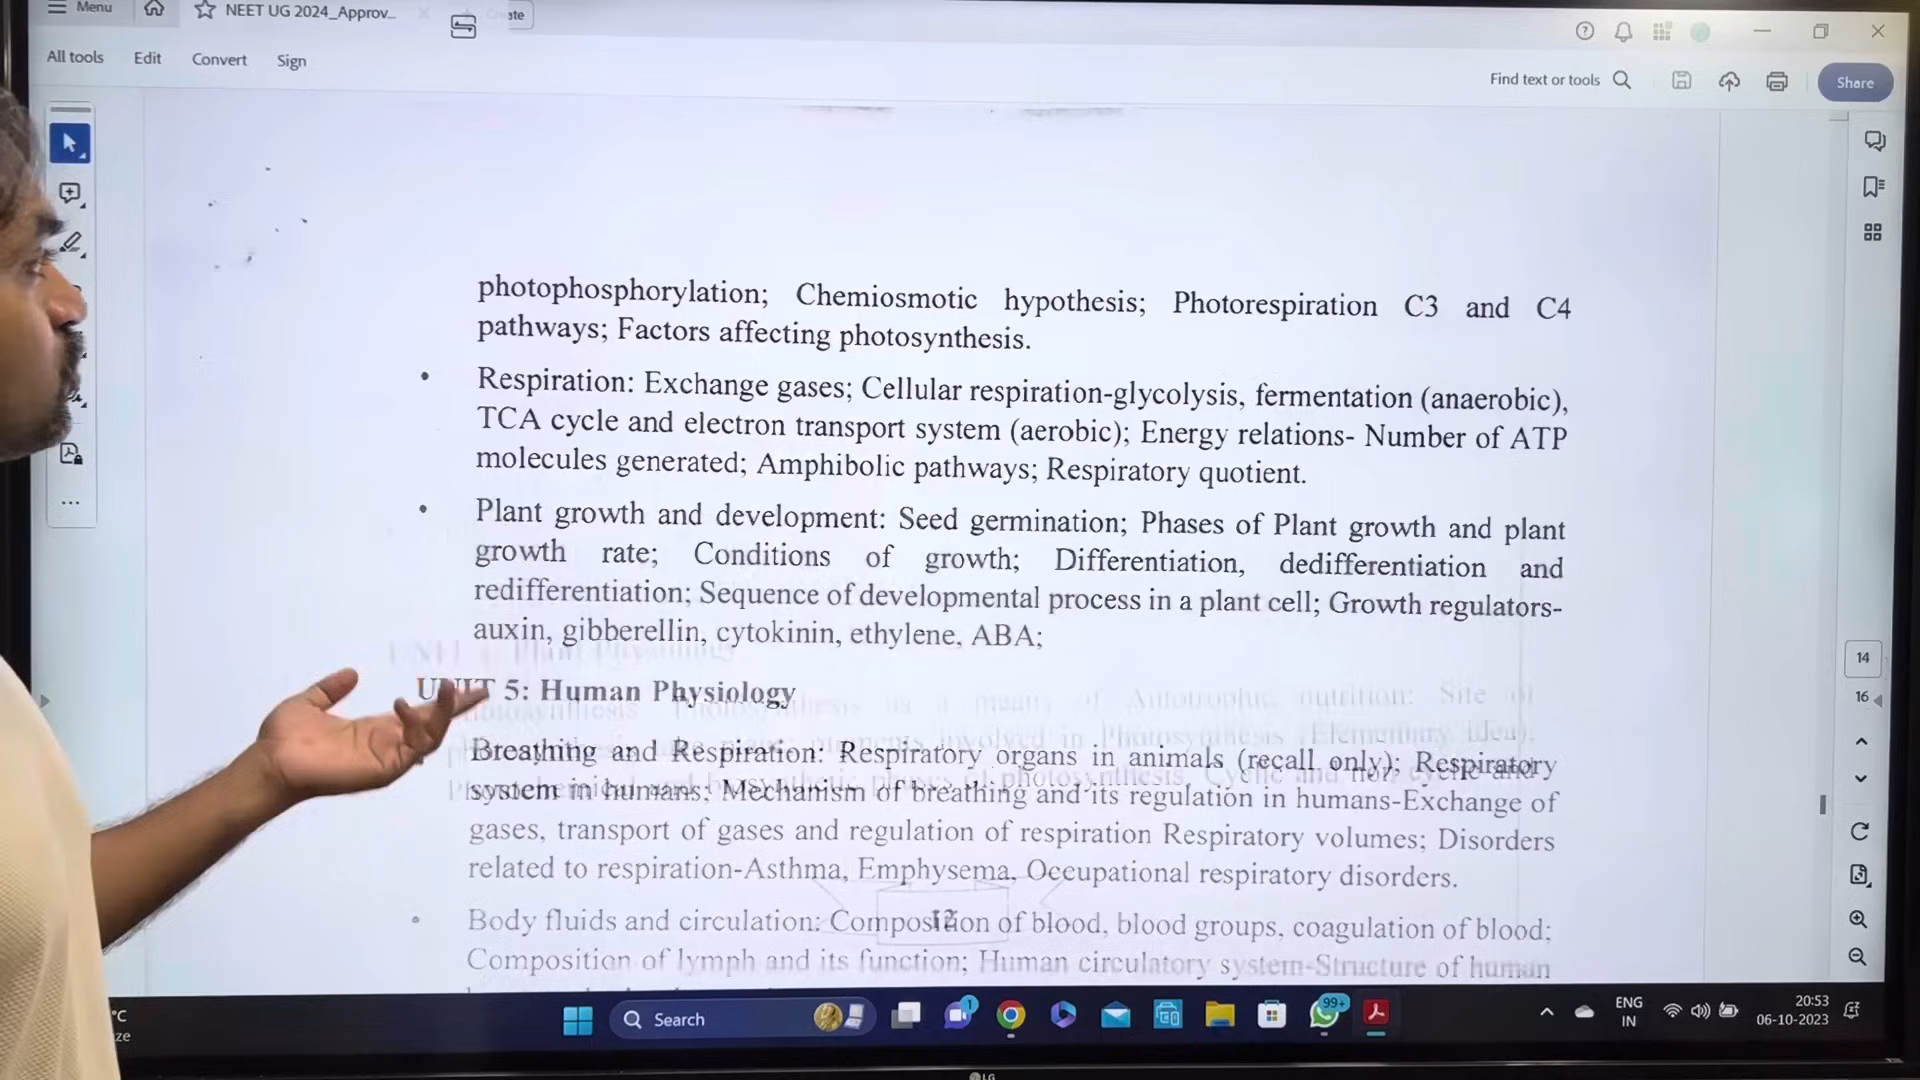 Menu
NEET UG 2024_Approv...
ate
All tools Edit Convert Sign
Find text or tools
Share
photophosphorylation; Chemiosmotic hypothesis; Photorespiration C3 and C4
pathways; Factors affecting photosynthesis.
• Respiration: Exchange gases; Cellular respiration-glycolysis, fermentation (anaerobic),
TCA cycle and electron transport system (aerobic); Energy relations- Number of ATP
molecules generated; Amphibolic pathways; Respiratory quotient.
• Plant growth and development: Seed germination; Phases of Plant growth and plant
growth rate; Conditions of growth; Differentiation, dedifferentiation and
redifferentiation; Sequence of developmental process in a plant cell; Growth regulators-
auxin, gibberellin, cytokinin, ethylene, ABA;
UNIT 5: Human Physiology
Breathing and Respiration: Respiratory organs in animals (recall only); Respiratory
system in humans; Mechanism of breathing and its regulation in humans-Exchange of
gases, transport of gases and regulation of respiration Respiratory volumes; Disorders
related to respiration-Asthma, Emphysema, Occupational respiratory disorders.
• Body fluids and circulation: Composition of blood, blood groups, coagulation of blood;
Composition of lymph and its function; Human circulatory system-Structure of human
12
14
16
°C
ze
Search
1
99+
ENG
IN
20:53
06-10-2023
LG